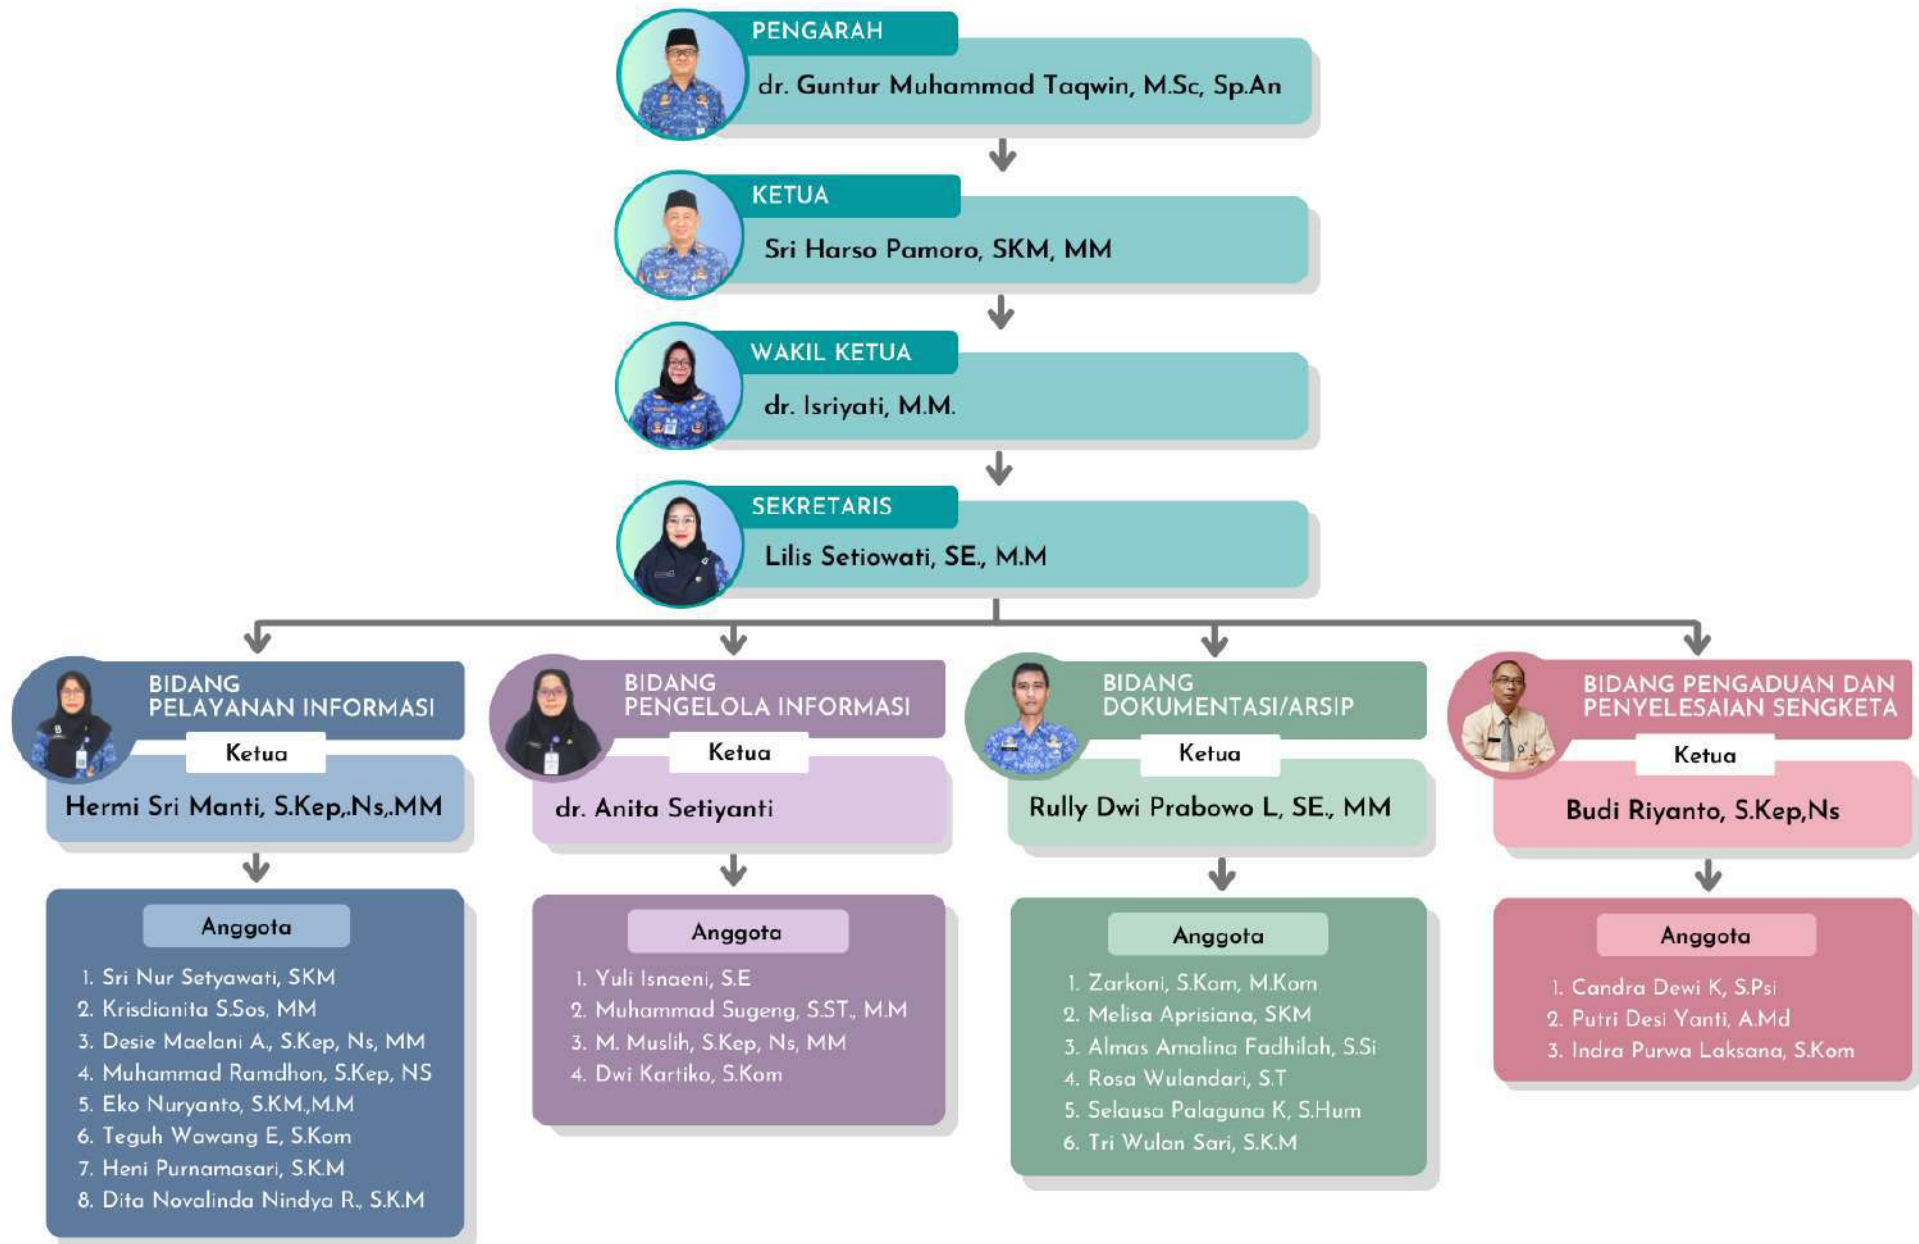 PENGARAH
dr. Guntur Muhammad Taqwin, M.Sc, Sp.An
KETUA
Sri Harso Pamoro, SKM, MM
WAKIL KETUA
dr. Isriyati, M.M.
SEKRETARIS
Lilis Setiowati, SE., M.M
BIDANG
PELAYANAN INFORMASI
Ketua
Hermi Sri Manti, S.Kep,.Ns,.MM
Anggota
1. Sri Nur Setyawati, SKM
2. Krisdianita S.Sos, MM
3. Desie Maelani A., S.Kep, Ns, MM
4. Muhammad Ramdhon, S.Kep, NS
5. Eko Nuryanto, S.KM.,M.M
6. Teguh Wawang E, S.Kom
7. Heni Purnamasari, S.K.M
8. Dita Novalinda Nindya R., S.K.M
BIDANG
PENGELOLA INFORMASI
Ketua
dr. Anita Setiyanti
Anggota
1. Yuli Isnaeni, S.E
2. Muhammad Sugeng, S.ST., M.M
3. M. Muslih, S.Kep, Ns, MM
4. Dwi Kartiko, S.Kom
BIDANG
DOKUMENTASI/ARSIP
Ketua
Rully Dwi Prabowo L, SE., MM
Anggota
1. Zarkoni, S.Kom, M.Kom
2. Melisa Aprisiana, SKM
3. Almas Amalina Fadhilah, S.Si
4. Rosa Wulandari, S.T
5. Selausa Palaguna K, S.Hum
6. Tri Wulan Sari, S.K.M
BIDANG PENGADUAN DAN
PENYELESAIAN SENGKETA
Ketua
Budi Riyanto, S.Kep,Ns
Anggota
1. Candra Dewi K, S.Psi
2. Putri Desi Yanti, A.Md
3. Indra Purwa Laksana, S.Kom